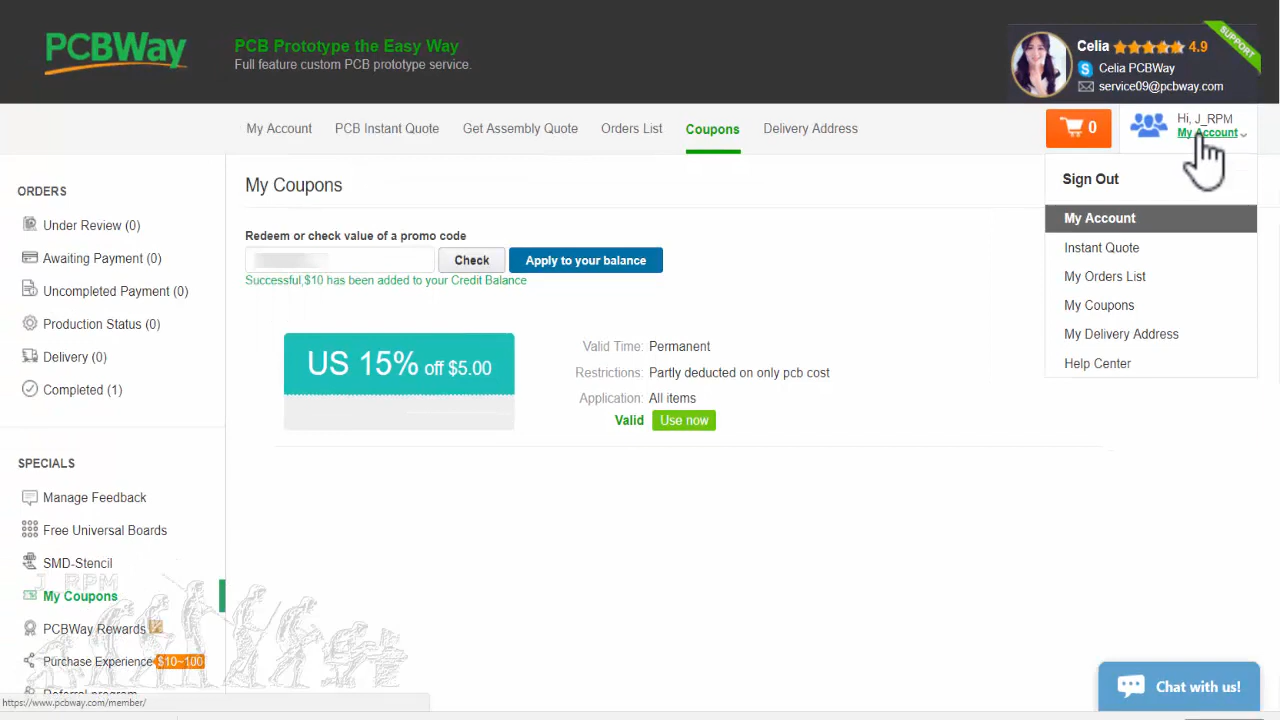 PCBWay
PCB Prototype the Easy Way
Full feature custom PCB prototype service.
Celia 4.9
Celia PCBWay
service09@pcbway.com
SUPPORT
My Account
PCB Instant Quote
Get Assembly Quote
Orders List
Coupons
Delivery Address
0
Hi, J_RPM
My Account
Sign Out
My Account
Instant Quote
My Orders List
My Coupons
My Delivery Address
Help Center
ORDERS
Under Review (0)
Awaiting Payment (0)
Uncompleted Payment (0)
Production Status (0)
Delivery (0)
Completed (1)
SPECIALS
Manage Feedback
Free Universal Boards
SMD-Stencil
J_RPM
My Coupons
PCBWay Rewards
Purchase Experience $10~100
Referral program
My Coupons
Redeem or check value of a promo code
Check
Apply to your balance
Successful,$10 has been added to your Credit Balance
US 15% off $5.00
Valid Time: Permanent
Restrictions: Partly deducted on only pcb cost
Application: All items
Valid Use now
Chat with us!
https://www.pcbway.com/member/